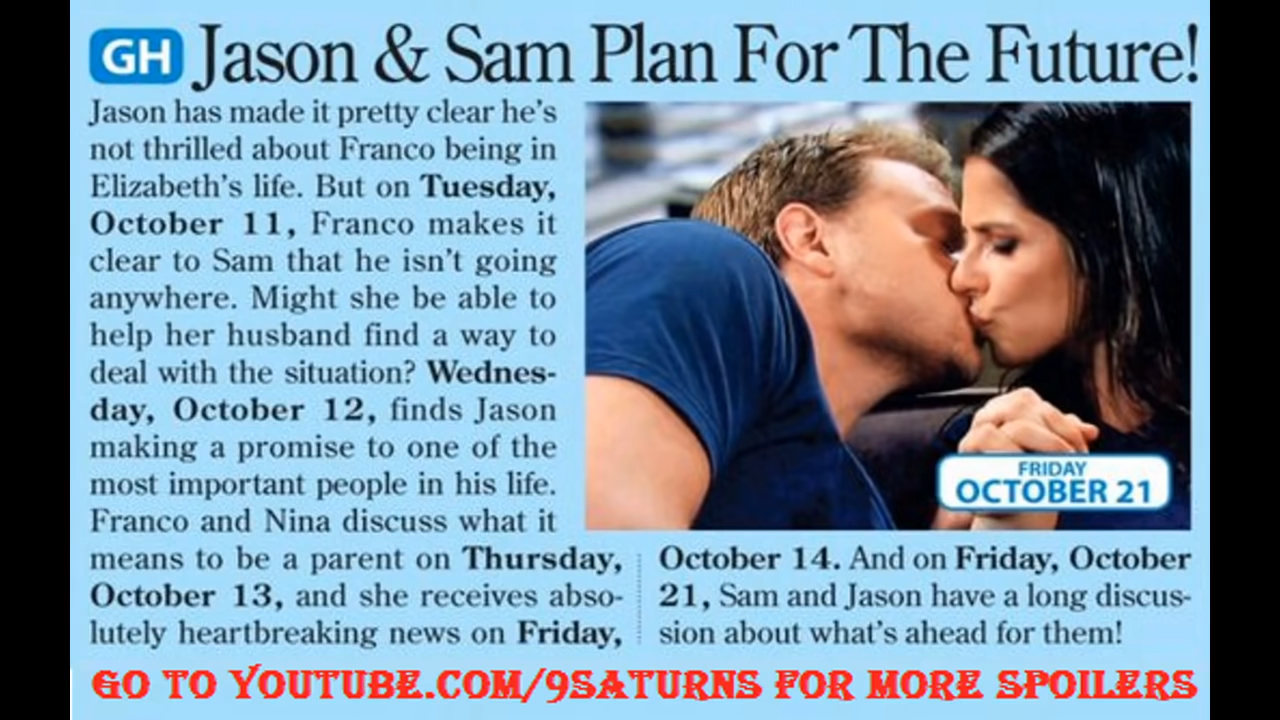 GH Jason & Sam Plan For The Future!
Jason has made it pretty clear he's
not thrilled about Franco being in
Elizabeth's life. But on Tuesday,
October 11, Franco makes it
clear to Sam that he isn't going
anywhere. Might she be able to
help her husband find a way to
deal with the situation? Wednes-
day, October 12, finds Jason
making a promise to one of the
most important people in his life.
Franco and Nina discuss what it
means to be a parent on Thursday,
October 13, and she receives abso-
lutely heartbreaking news on Friday,
October 14. And on Friday, October
21, Sam and Jason have a long discus-
sion about what's ahead for them!
FRIDAY
OCTOBER 21
GO TO YOUTUBE.COM/9SATURNS FOR MORE SPOILERS